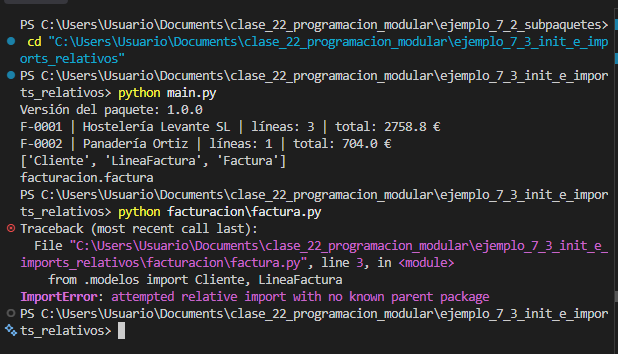 PS C:\Users\Usuario\Documents\clase_22_programacion_modular\ejemplo_7_2_subpaquetes>
cd "C:\Users\Usuario\Documents\clase_22_programacion_modular\ejemplo_7_3_init_e_imp
orts_relativos"
PS C:\Users\Usuario\Documents\clase_22_programacion_modular\ejemplo_7_3_init_e_impor
ts_relativos> python main.py
Versión del paquete: 1.0.0
F-0001 | Hostelería Levante SL | líneas: 3 | total: 2758.8 €
F-0002 | Panadería Ortiz | líneas: 1 | total: 704.0 €
['Cliente', 'LineaFactura', 'Factura']
facturacion.factura
PS C:\Users\Usuario\Documents\clase_22_programacion_modular\ejemplo_7_3_init_e_impor
ts_relativos> python facturacion\factura.py
Traceback (most recent call last):
File "C:\Users\Usuario\Documents\clase_22_programacion_modular\ejemplo_7_3_init_e_
imports_relativos\facturacion\factura.py", line 3, in <module>
from .modelos import Cliente, LineaFactura
ImportError: attempted relative import with no known parent package
PS C:\Users\Usuario\Documents\clase_22_programacion_modular\ejemplo_7_3_init_e_impor
ts_relativos>